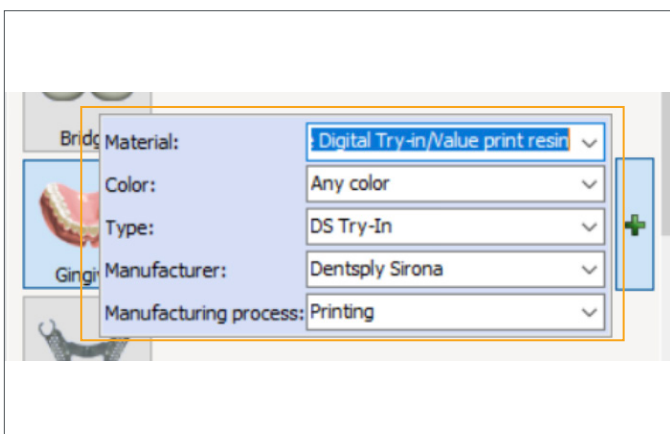 Bridg
Material:
Digital Try-in/Value print resin
Color:
Any color
Type:
DS Try-In
Gingiv
Manufacturer:
Dentsply Sirona
Manufacturing process:
Printing